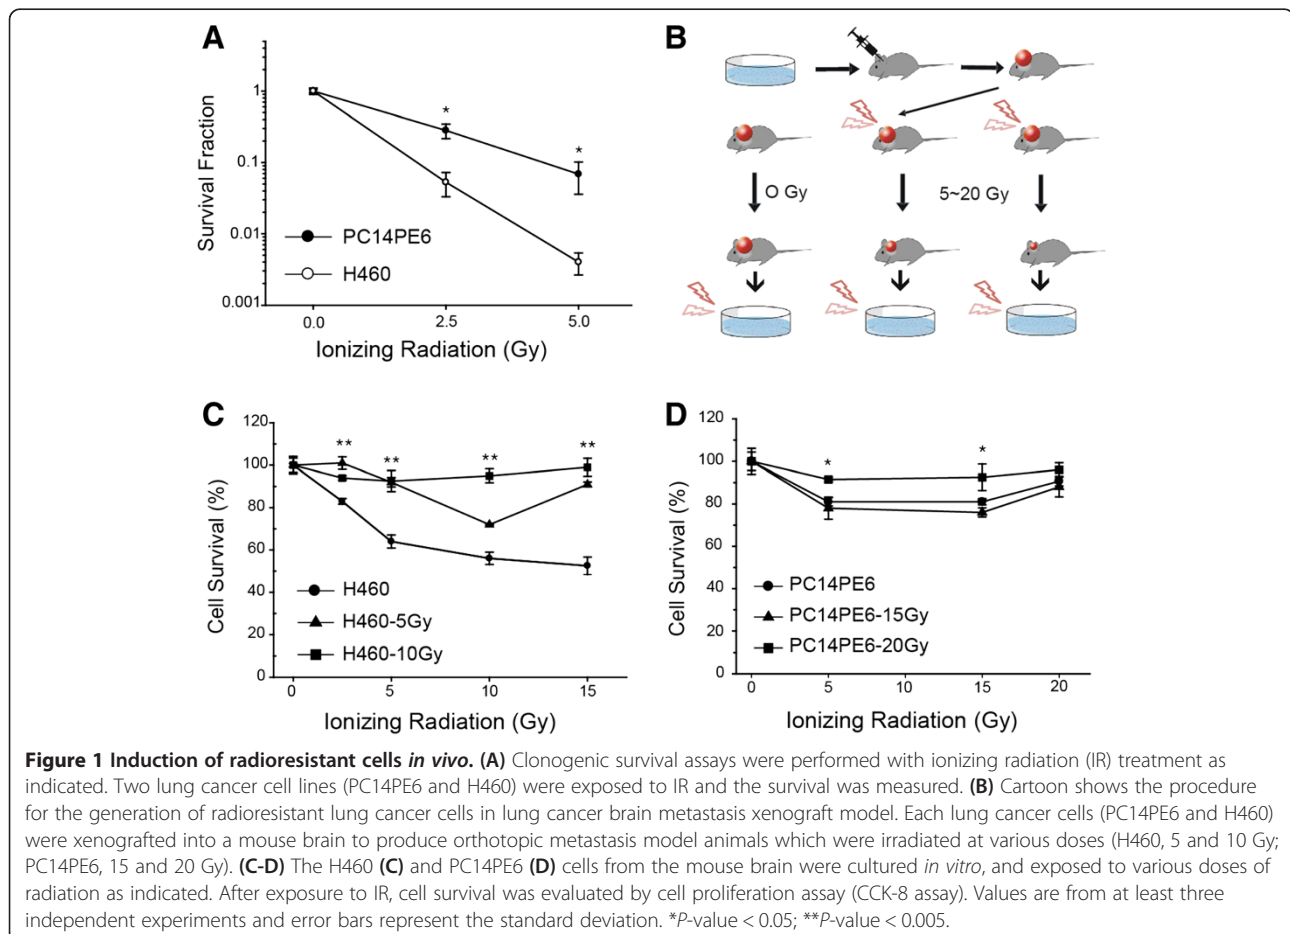 A
Survival Fraction
1
0.1
0.01
0.001
*
*
PC14PE6
H460
0.0
2.5
5.0
Ionizing Radiation (Gy)
B
O Gy
5~20 Gy
C
Cell Survival (%)
120
100
80
60
40
20
0
**
**
**
**
H460
H460-5Gy
H460-10Gy
0
5
10
15
Ionizing Radiation (Gy)
D
Cell Survival (%)
120
100
80
60
40
20
0
*
*
PC14PE6
PC14PE6-15Gy
PC14PE6-20Gy
0
5
10
15
20
Ionizing Radiation (Gy)
Figure 1 Induction of radioresistant cells in vivo. (A) Clonogenic survival assays were performed with ionizing radiation (IR) treatment as
indicated. Two lung cancer cell lines (PC14PE6 and H460) were exposed to IR and the survival was measured. (B) Cartoon shows the procedure
for the generation of radioresistant lung cancer cells in lung cancer brain metastasis xenograft model. Each lung cancer cells (PC14PE6 and H460)
were xenografted into a mouse brain to produce orthotopic metastasis model animals which were irradiated at various doses (H460, 5 and 10 Gy;
PC14PE6, 15 and 20 Gy). (C-D) The H460 (C) and PC14PE6 (D) cells from the mouse brain were cultured in vitro, and exposed to various doses of
radiation as indicated. After exposure to IR, cell survival was evaluated by cell proliferation assay (CCK-8 assay). Values are from at least three
independent experiments and error bars represent the standard deviation. *P-value < 0.05; **P-value < 0.005.